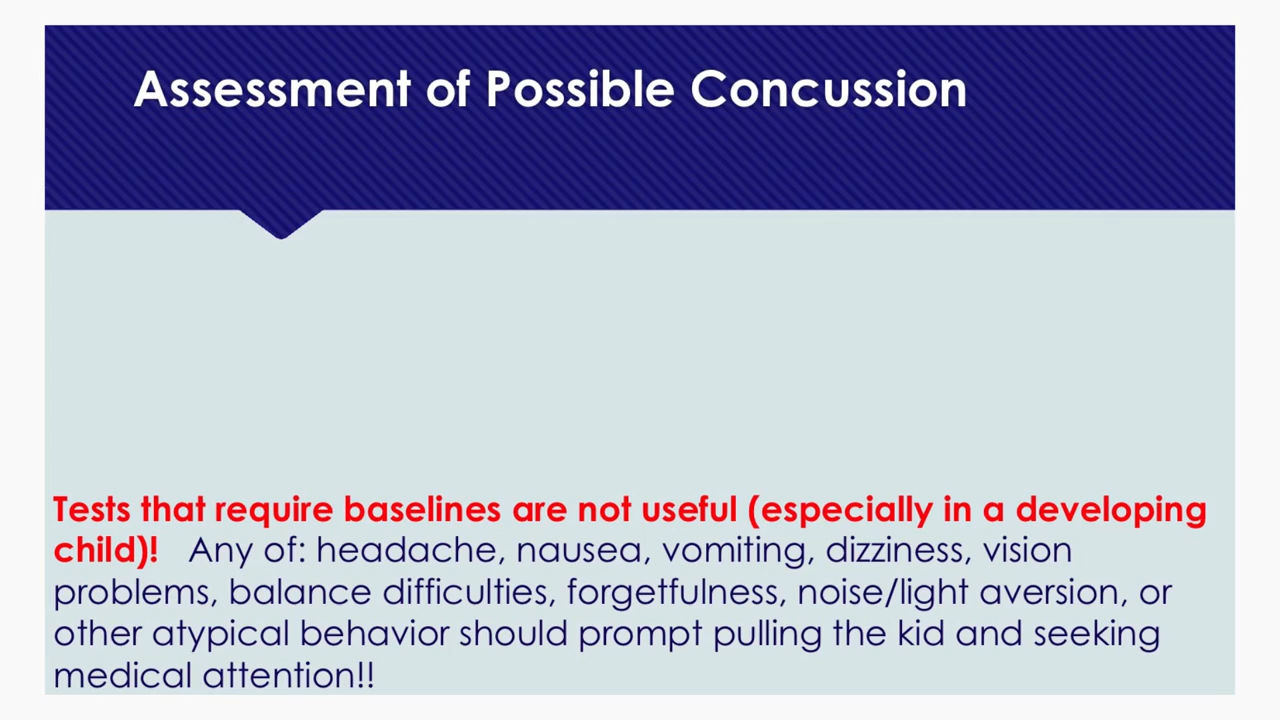 Assessment of Possible Concussion
Tests that require baselines are not useful (especially in a developing
child)! Any of: headache, nausea, vomiting, dizziness, vision
problems, balance difficulties, forgetfulness, noise/light aversion, or
other atypical behavior should prompt pulling the kid and seeking
medical attention!!